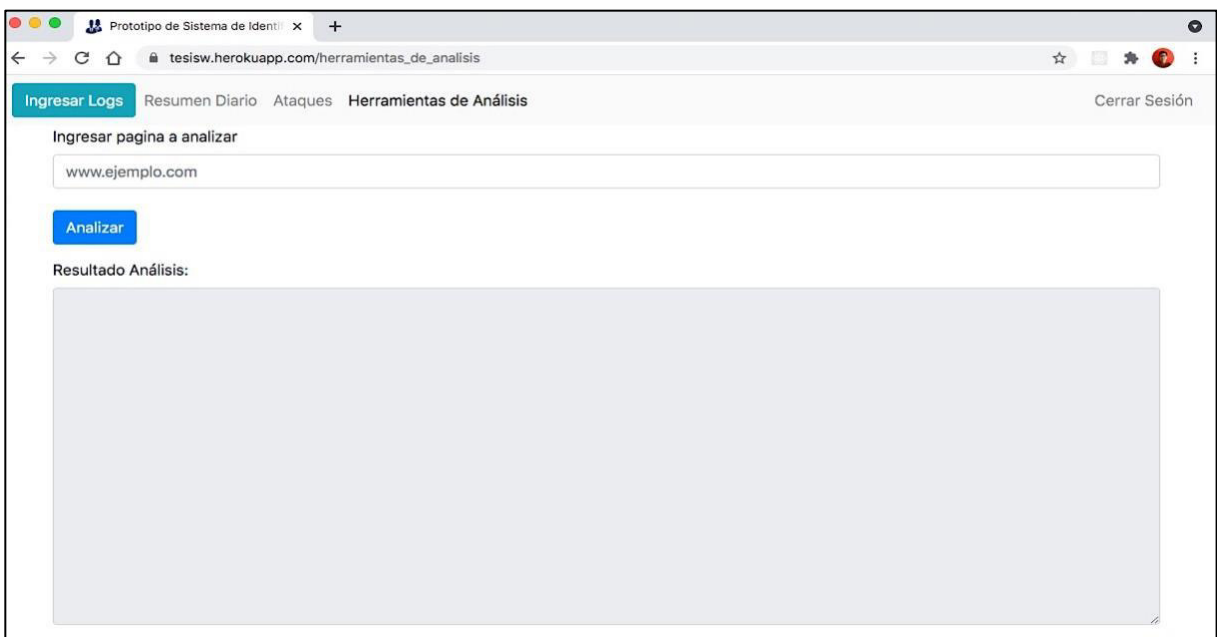 Prototipo de Sistema de Identi
tesisw.herokuapp.com/herramientas_de_analisis
Ingresar Logs Resumen Diario Ataques Herramientas de Análisis Cerrar Sesión
Ingresar pagina a analizar
www.ejemplo.com
Analizar
Resultado Análisis: